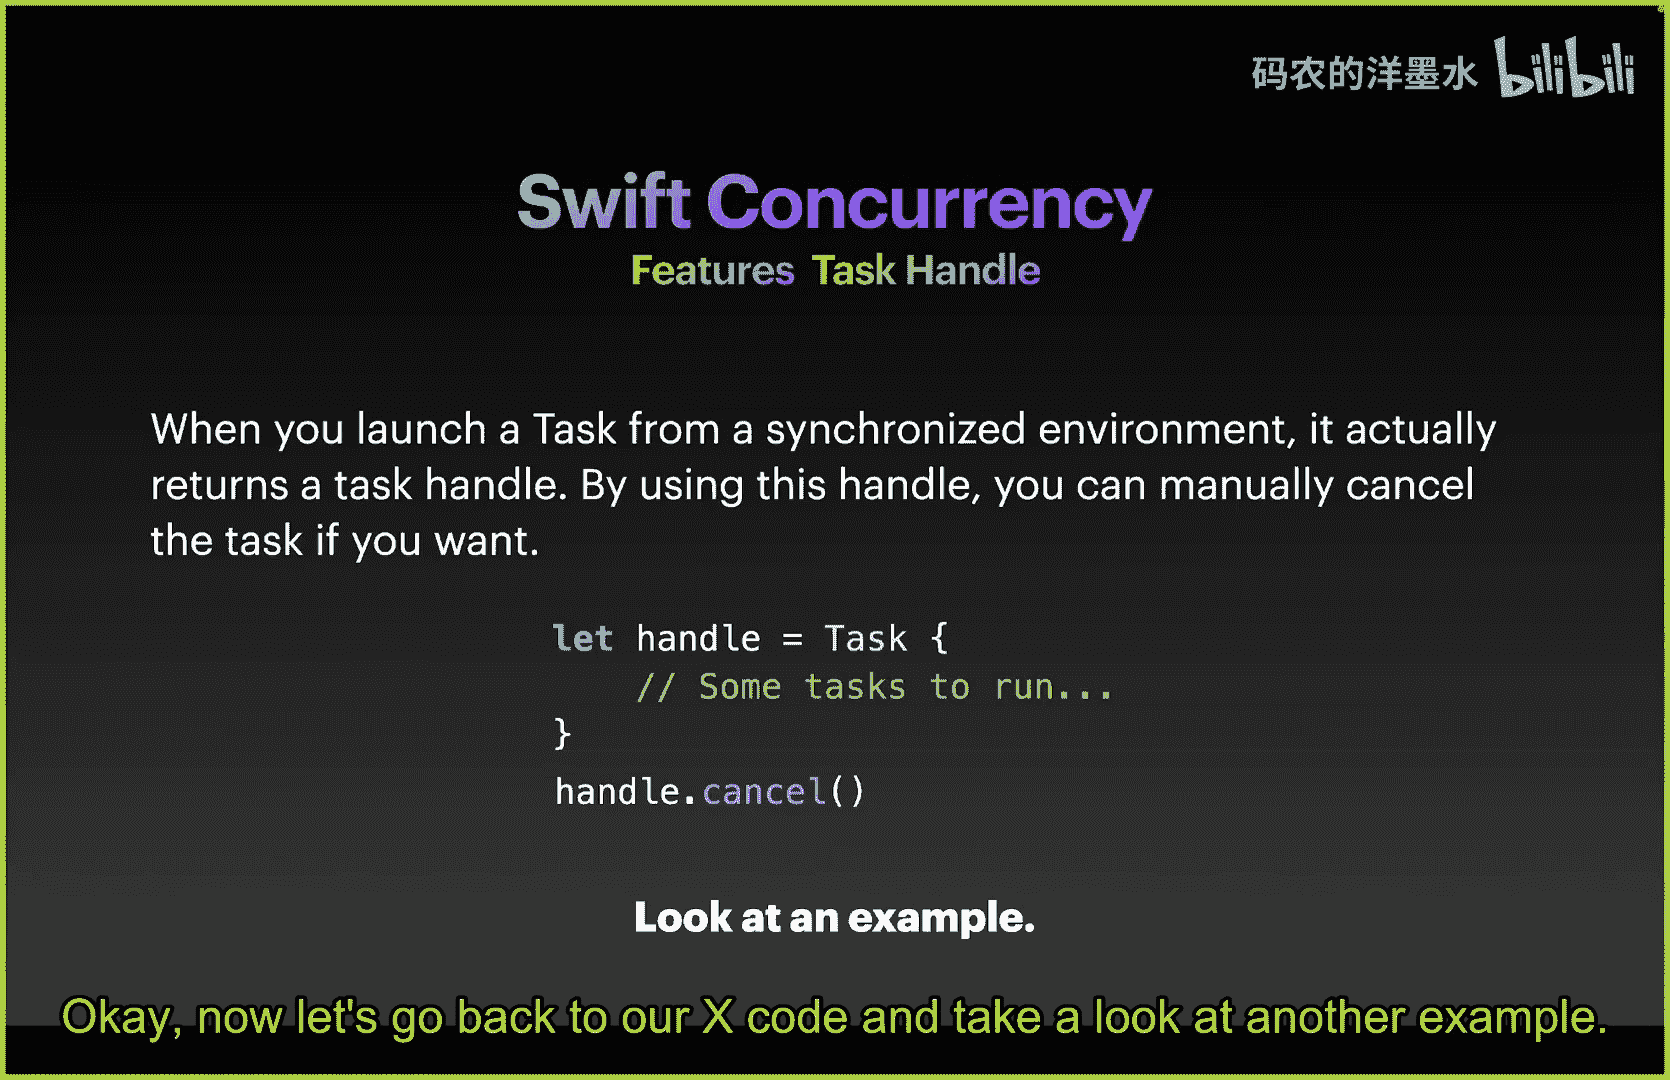 码农的洋墨水 bilibili
Swift Concurrency
Features Task Handle
When you launch a Task from a synchronized environment, it actually
returns a task handle. By using this handle, you can manually cancel
the task if you want.
let handle = Task {
// Some tasks to run...
}
handle.cancel()
Look at an example.
Okay, now let's go back to our X code and take a look at another example.